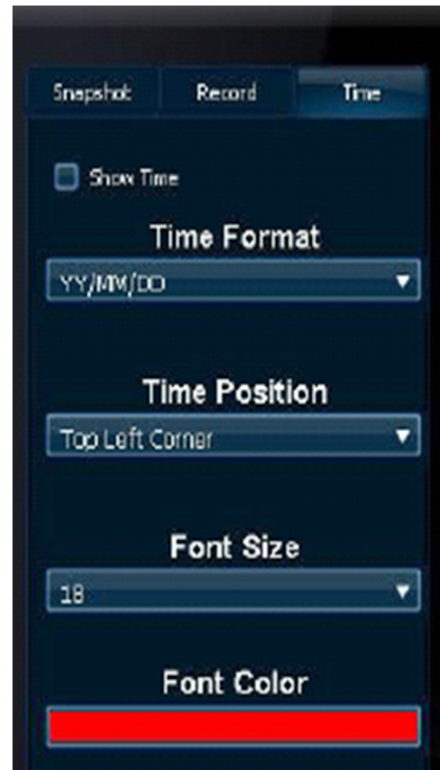 Snapshot Record Time
Show Time
Time Format
YY/MM/DD
Time Position
Top Left Corner
Font Size
18
Font Color